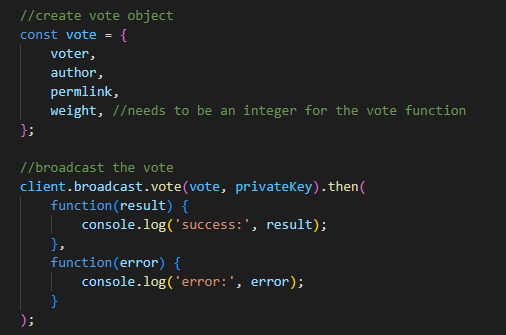 //create vote object
const vote = {
    voter,
    author,
    permlink,
    weight, //needs to be an integer for the vote function
};

//broadcast the vote
client.broadcast.vote(vote, privateKey).then(
    function(result) {
        console.log('success:', result);
    },
    function(error) {
        console.log('error:', error);
    }
);